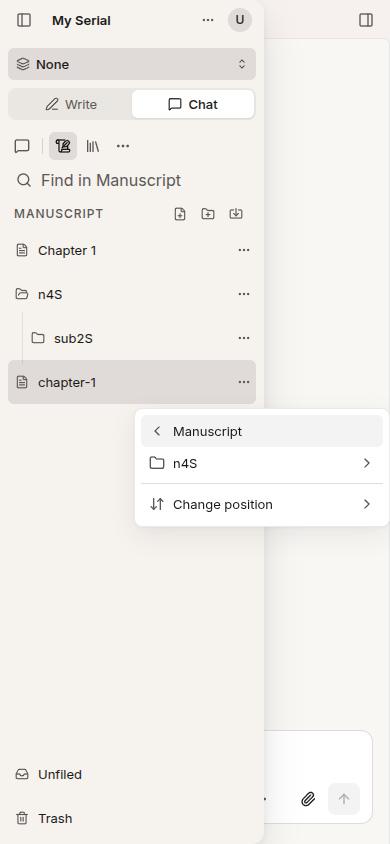 My Serial
U
None
Write
Chat
Find in Manuscript
MANUSCRIPT
Chapter 1
n4S
sub2S
chapter-1
Manuscript
n4S
Change position
Unfiled
Trash